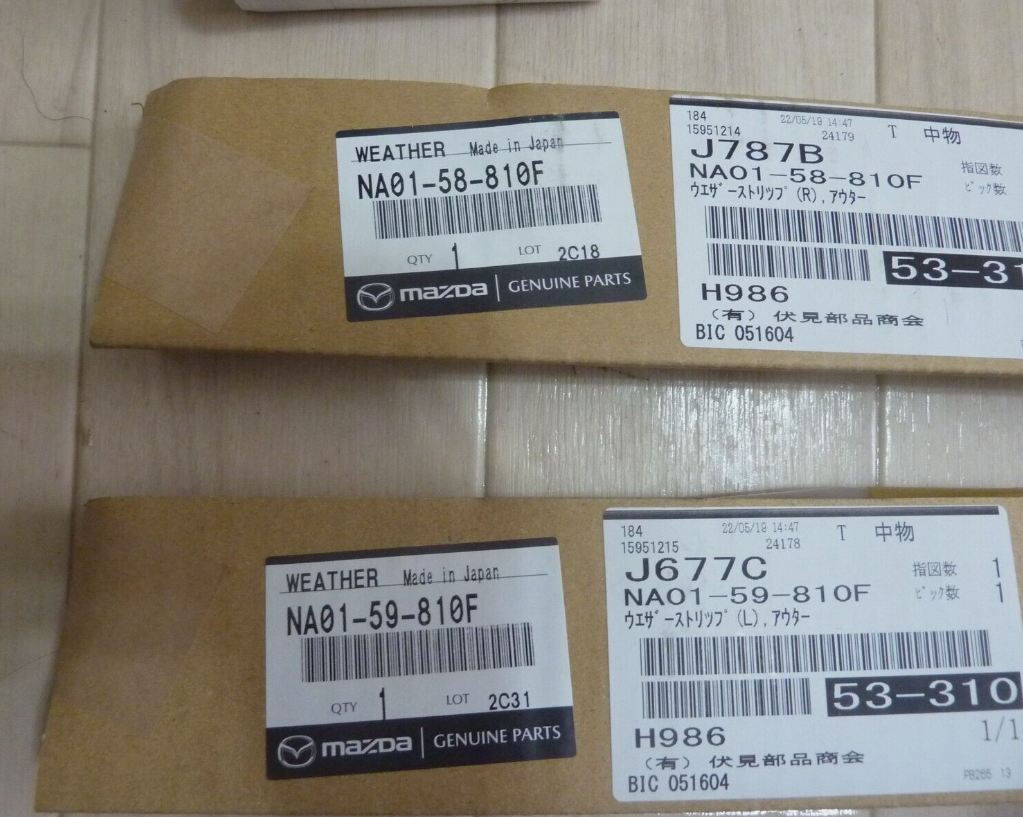 WEATHER Made in Japan
NA01-58-810F
QTY 1 LOT 2C18
mazda GENUINE PARTS
184 22/05/19 14:47 T 中物
15951214 24179
J787B 指図数
NA01-58-810F ピック数
ウエザーストリップ(R),アウター
53-31
H986
(有) 伏見部品商会
BIC 051604
WEATHER Made in Japan
NA01-59-810F
QTY 1 LOT 2C31
mazda GENUINE PARTS
184 22/05/19 14:47 T 中物
15951215 24178
J677C 指図数 1
NA01-59-810F ピック数 1
ウエザーストリップ(L),アウター
53-310
H986 1/1
(有) 伏見部品商会
BIC 051604